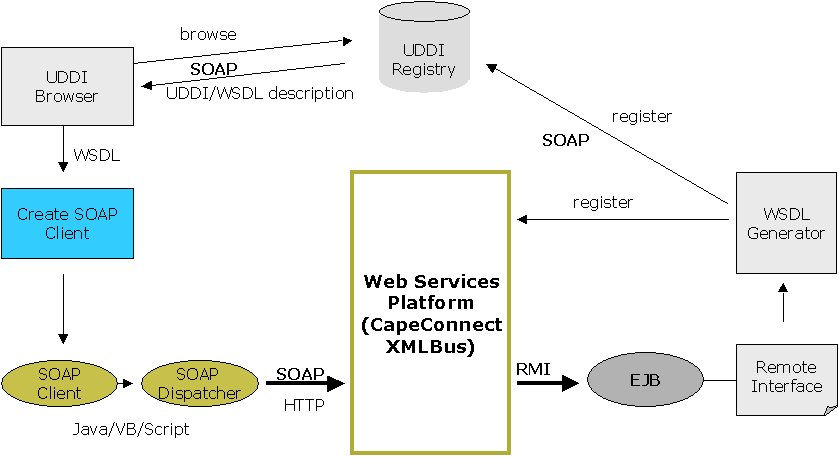 browse
SOAP
UDDI/WSDL description
UDDI
Registry
UDDI
Browser
WSDL
register
SOAP
register
Create SOAP
Client
WSDL
Generator
Web Services
Platform
(CapeConnect
XMLBus)
SOAP
Client
SOAP
Dispatcher
SOAP
HTTP
RMI
EJB
Remote
Interface
Java/VB/Script